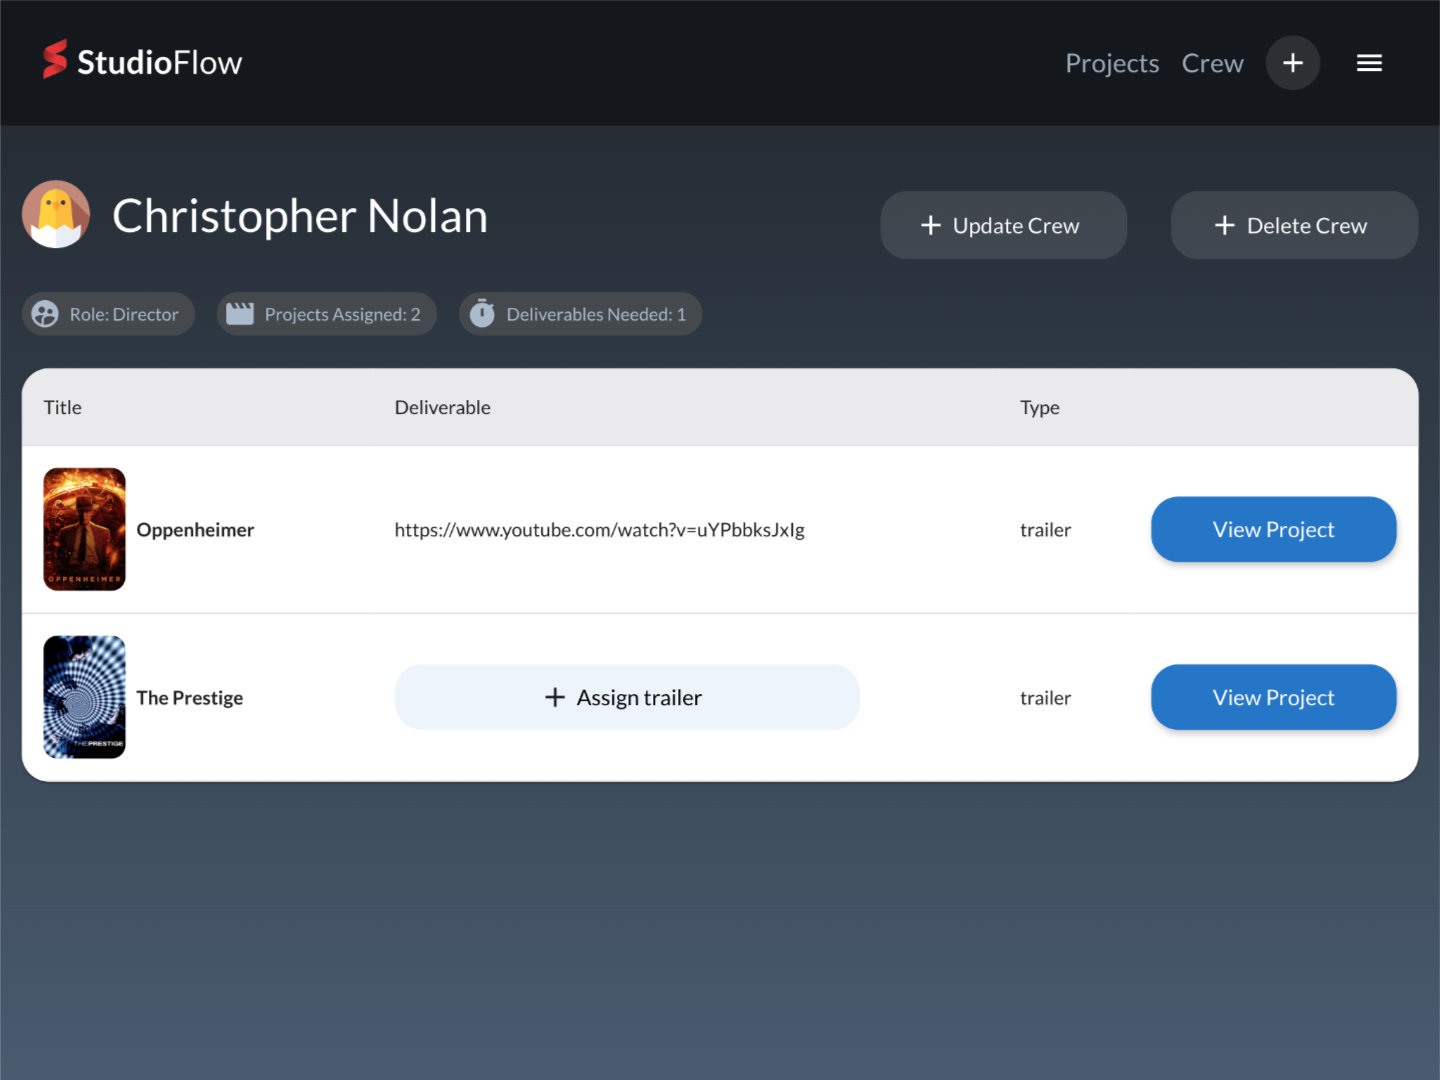 StudioFlow
Projects Crew
Christopher Nolan
Update Crew
Delete Crew
Role: Director
Projects Assigned: 2
Deliverables Needed: 1
Title Deliverable Type
OPPENHEIMER
Oppenheimer https://www.youtube.com/watch?v=uYPbbksJxIg trailer View Project
THE PRESTIGE
The Prestige + Assign trailer trailer View Project